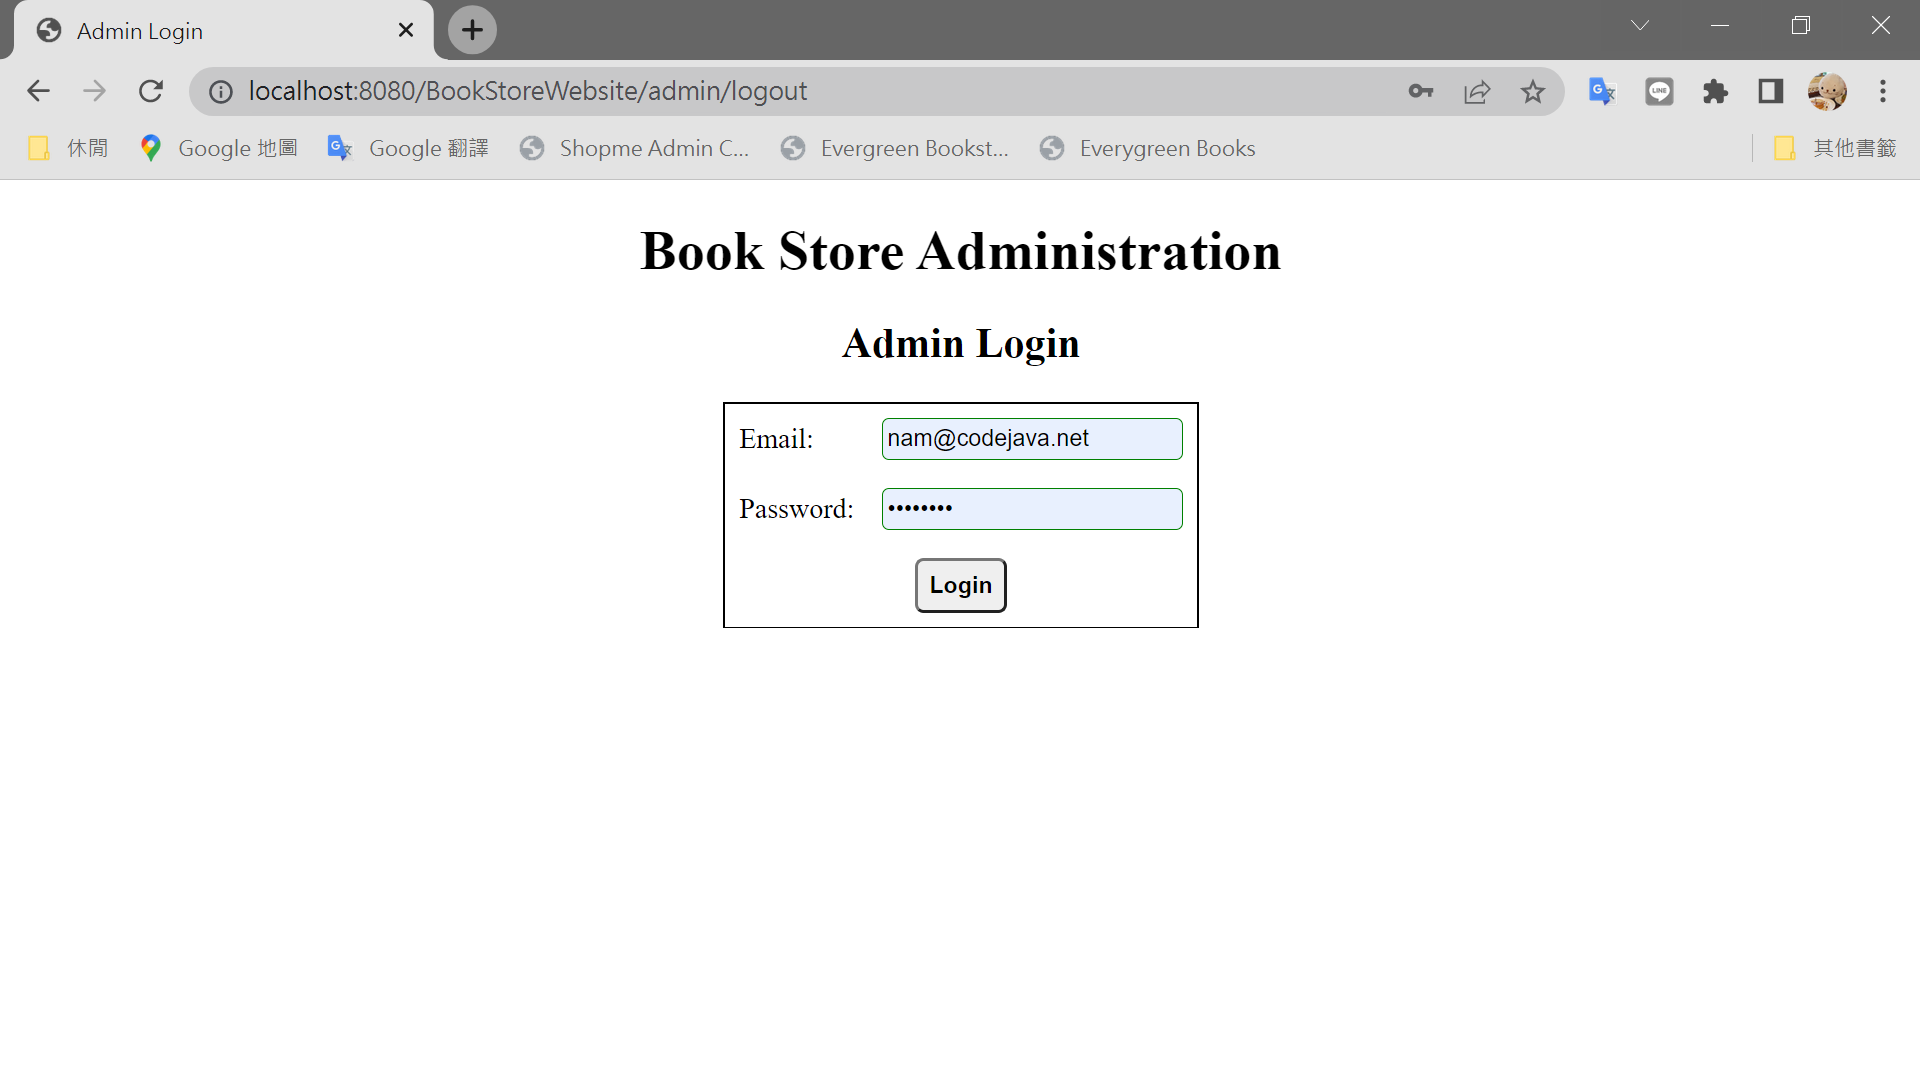 Admin Login
localhost:8080/BookStoreWebsite/admin/logout
LINE
休閒 Google 地圖 Google 翻譯 Shopme Admin C... Evergreen Bookst... Everygreen Books 其他書籤
Book Store Administration
Admin Login
Email: nam@codejava.net
Password: ••••••••
Login